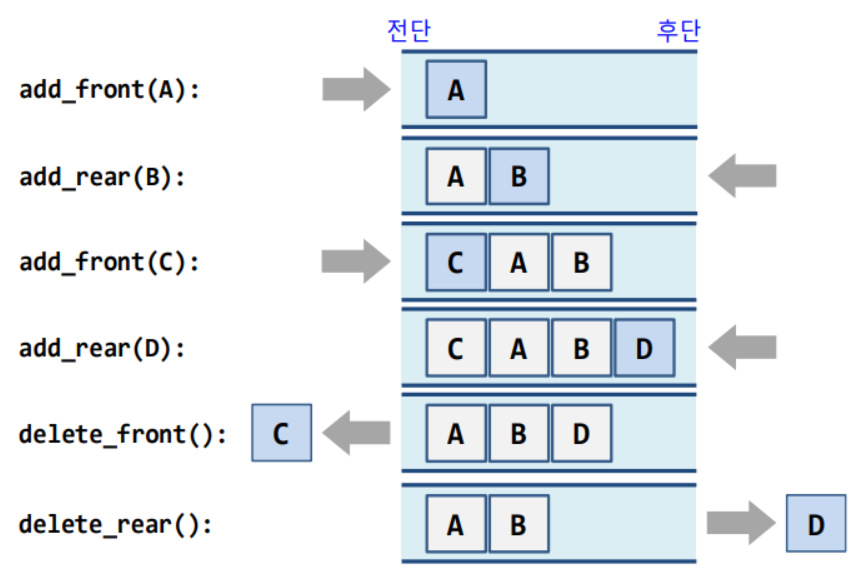 전단 후단
add_front(A): A
add_rear(B): A B
add_front(C): C A B
add_rear(D): C A B D
delete_front(): C A B D
delete_rear(): A B D